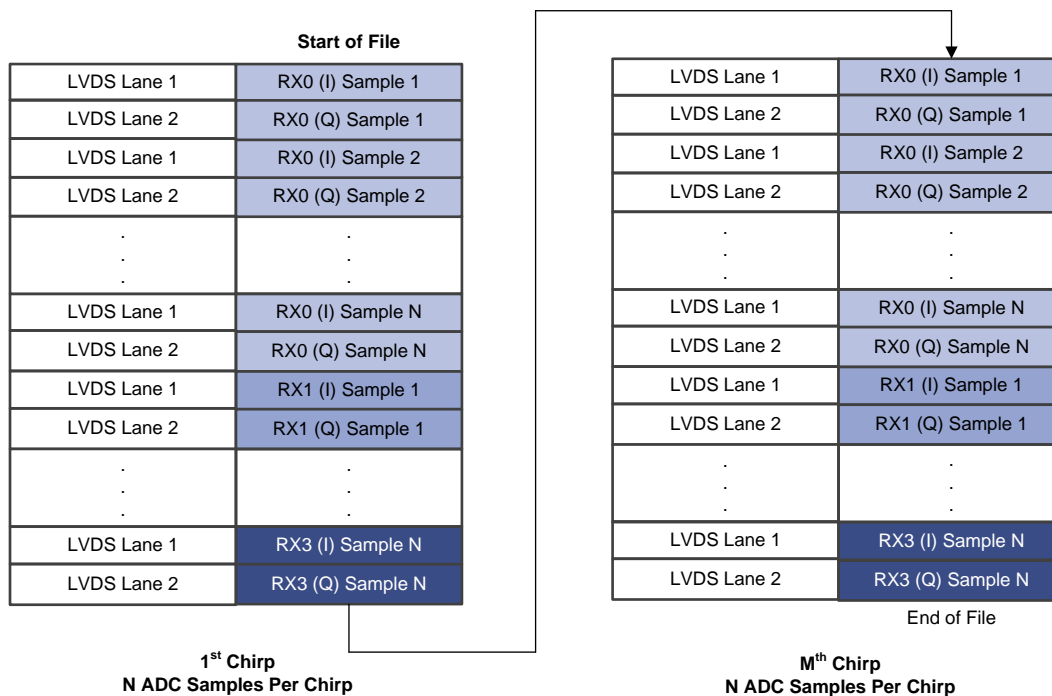 Start of File
LVDS Lane 1 RX0 (I) Sample 1
LVDS Lane 2 RX0 (Q) Sample 1
LVDS Lane 1 RX0 (I) Sample 2
LVDS Lane 2 RX0 (Q) Sample 2
. .
. .
. .
LVDS Lane 1 RX0 (I) Sample N
LVDS Lane 2 RX0 (Q) Sample N
LVDS Lane 1 RX1 (I) Sample 1
LVDS Lane 2 RX1 (Q) Sample 1
. .
. .
. .
LVDS Lane 1 RX3 (I) Sample N
LVDS Lane 2 RX3 (Q) Sample N
1st Chirp
N ADC Samples Per Chirp
LVDS Lane 1 RX0 (I) Sample 1
LVDS Lane 2 RX0 (Q) Sample 1
LVDS Lane 1 RX0 (I) Sample 2
LVDS Lane 2 RX0 (Q) Sample 2
. .
. .
. .
LVDS Lane 1 RX0 (I) Sample N
LVDS Lane 2 RX0 (Q) Sample N
LVDS Lane 1 RX1 (I) Sample 1
LVDS Lane 2 RX1 (Q) Sample 1
. .
. .
. .
LVDS Lane 1 RX3 (I) Sample N
LVDS Lane 2 RX3 (Q) Sample N
End of File
Mth Chirp
N ADC Samples Per Chirp